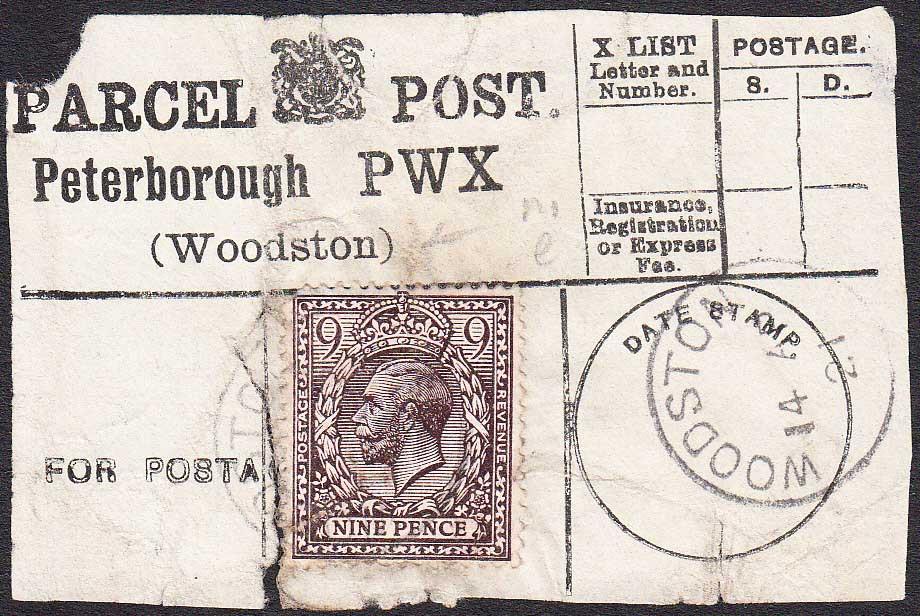 PARCEL POST.
Peterborough PWX
(Woodston)
X LIST
Letter and
Number.
POSTAGE.
S. D.
Insurance,
Registration
or Express
Fee.
9 9
POSTAGE
REVENUE
NINE PENCE
FOR POSTA
DATE STAMP
WOODSTON
14
21